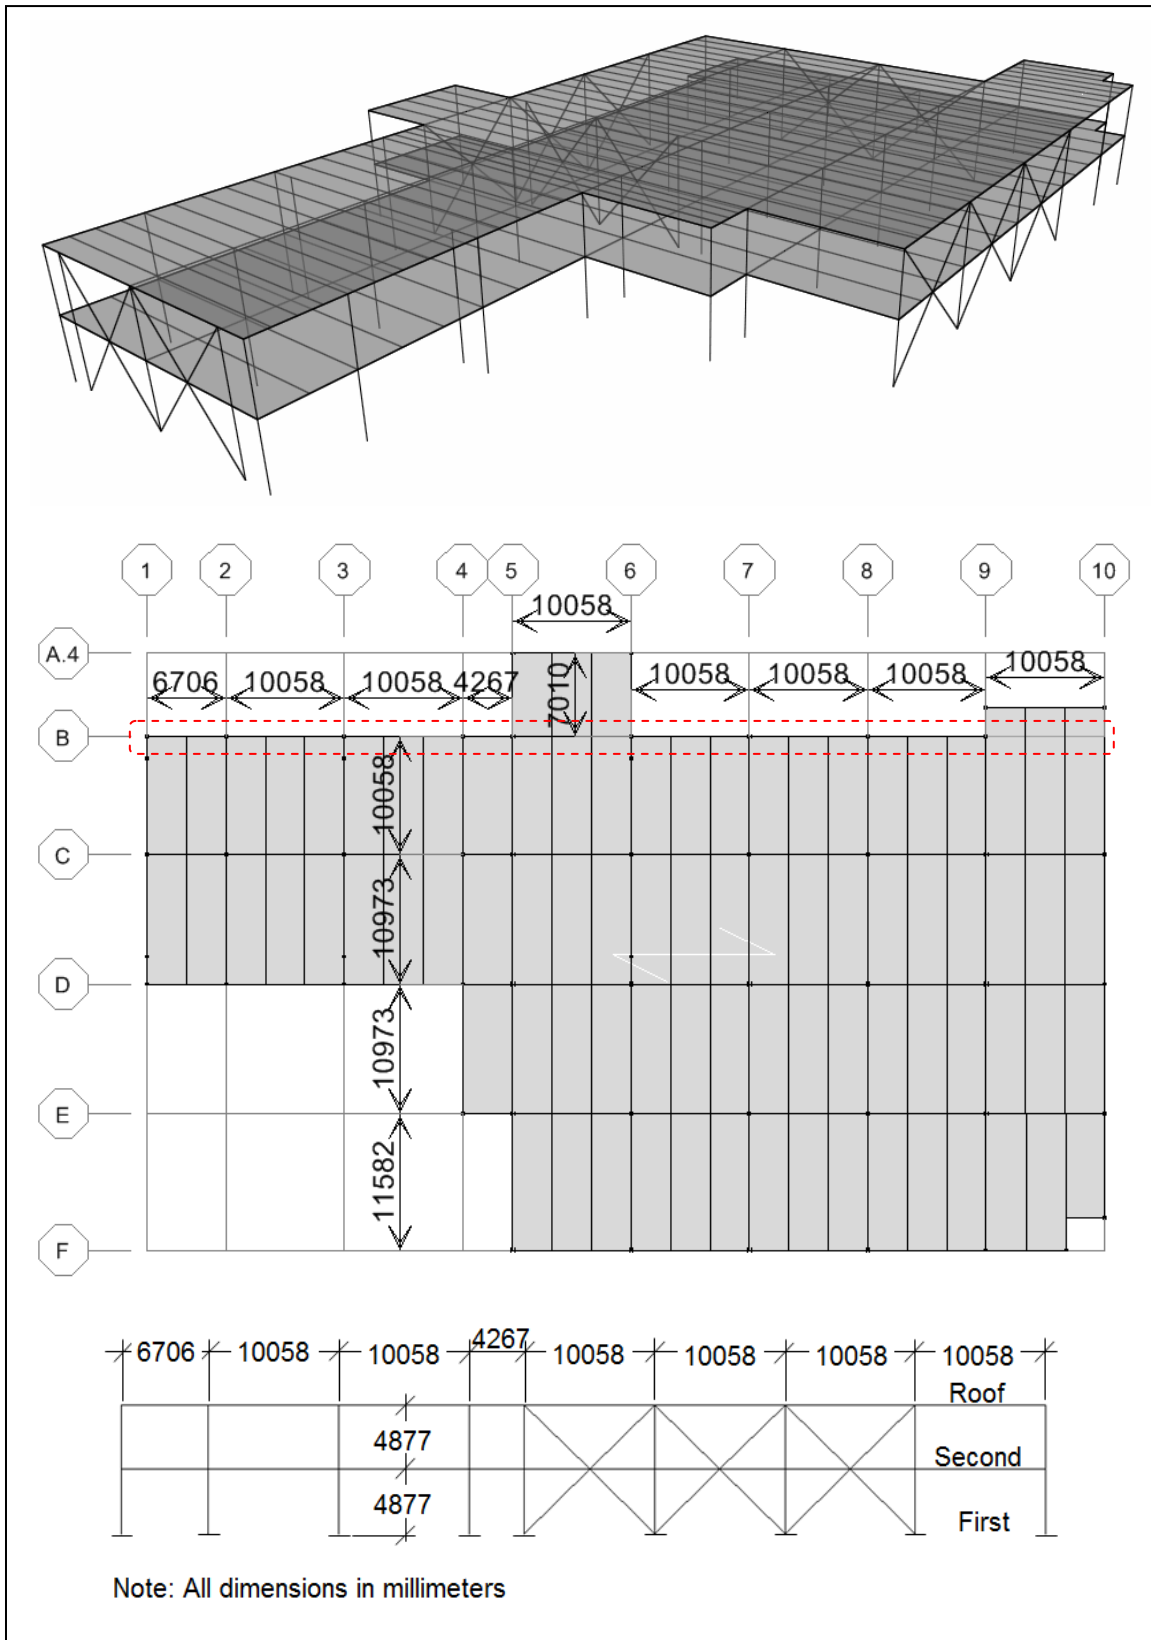 1 2 3 4 5 6 7 8 9 10
10058
A.4
6706 10058 10058 4267 7010 10058 10058 10058 10058
B
10058
C
10973
D
10973
E
11582
F
6706 10058 10058 4267 10058 10058 10058 10058
Roof
4877
Second
4877
First
Note: All dimensions in millimeters